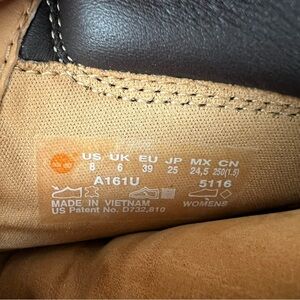 US UK EU JP MX CN
8 6 39 25 24,5 250(1.5)
A161U 5116
MADE IN VIETNAM WOMENS
US Patent No. D732,810